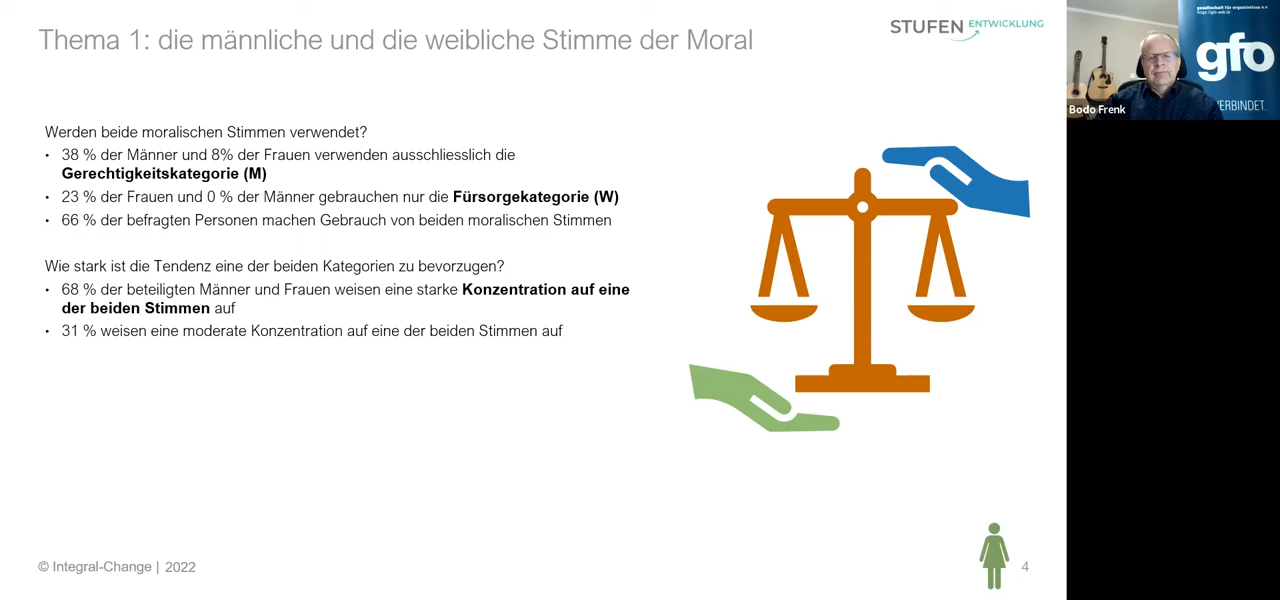 Thema 1: die männliche und die weibliche Stimme der Moral
STUFEN ENTWICKLUNG
gesellschaft für organisation e.v.
gfo
VERBINDET.
Bodo Frenk
Werden beide moralischen Stimmen verwendet?
• 38 % der Männer und 8% der Frauen verwenden ausschliesslich die
Gerechtigkeitskategorie (M)
• 23 % der Frauen und 0 % der Männer gebrauchen nur die Fürsorgekategorie (W)
• 66 % der befragten Personen machen Gebrauch von beiden moralischen Stimmen
Wie stark ist die Tendenz eine der beiden Kategorien zu bevorzugen?
• 68 % der beteiligten Männer und Frauen weisen eine starke Konzentration auf eine
der beiden Stimmen auf
• 31 % weisen eine moderate Konzentration auf eine der beiden Stimmen auf
© Integral-Change | 2022
4